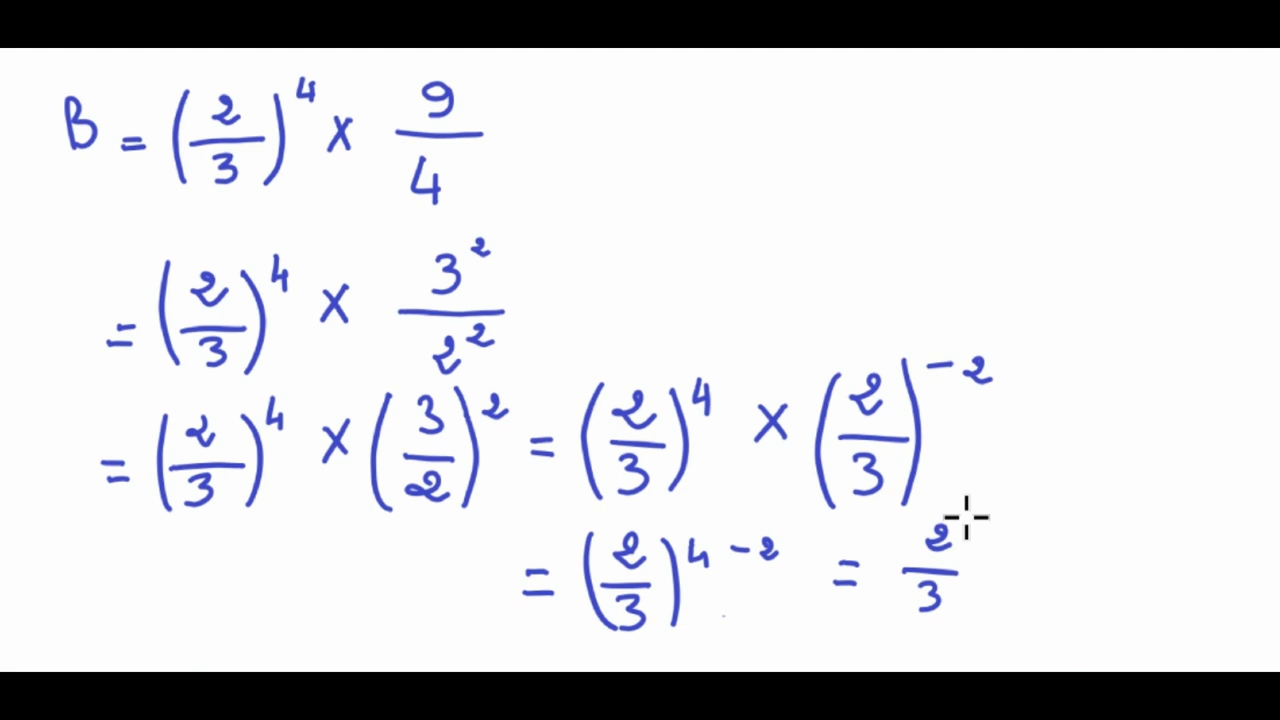 B = (2/3)^4 × 9/4
= (2/3)^4 × 3^2/2^2
= (2/3)^4 × (3/2)^2 = (2/3)^4 × (2/3)^-2
= (2/3)^4-2 = 2/3